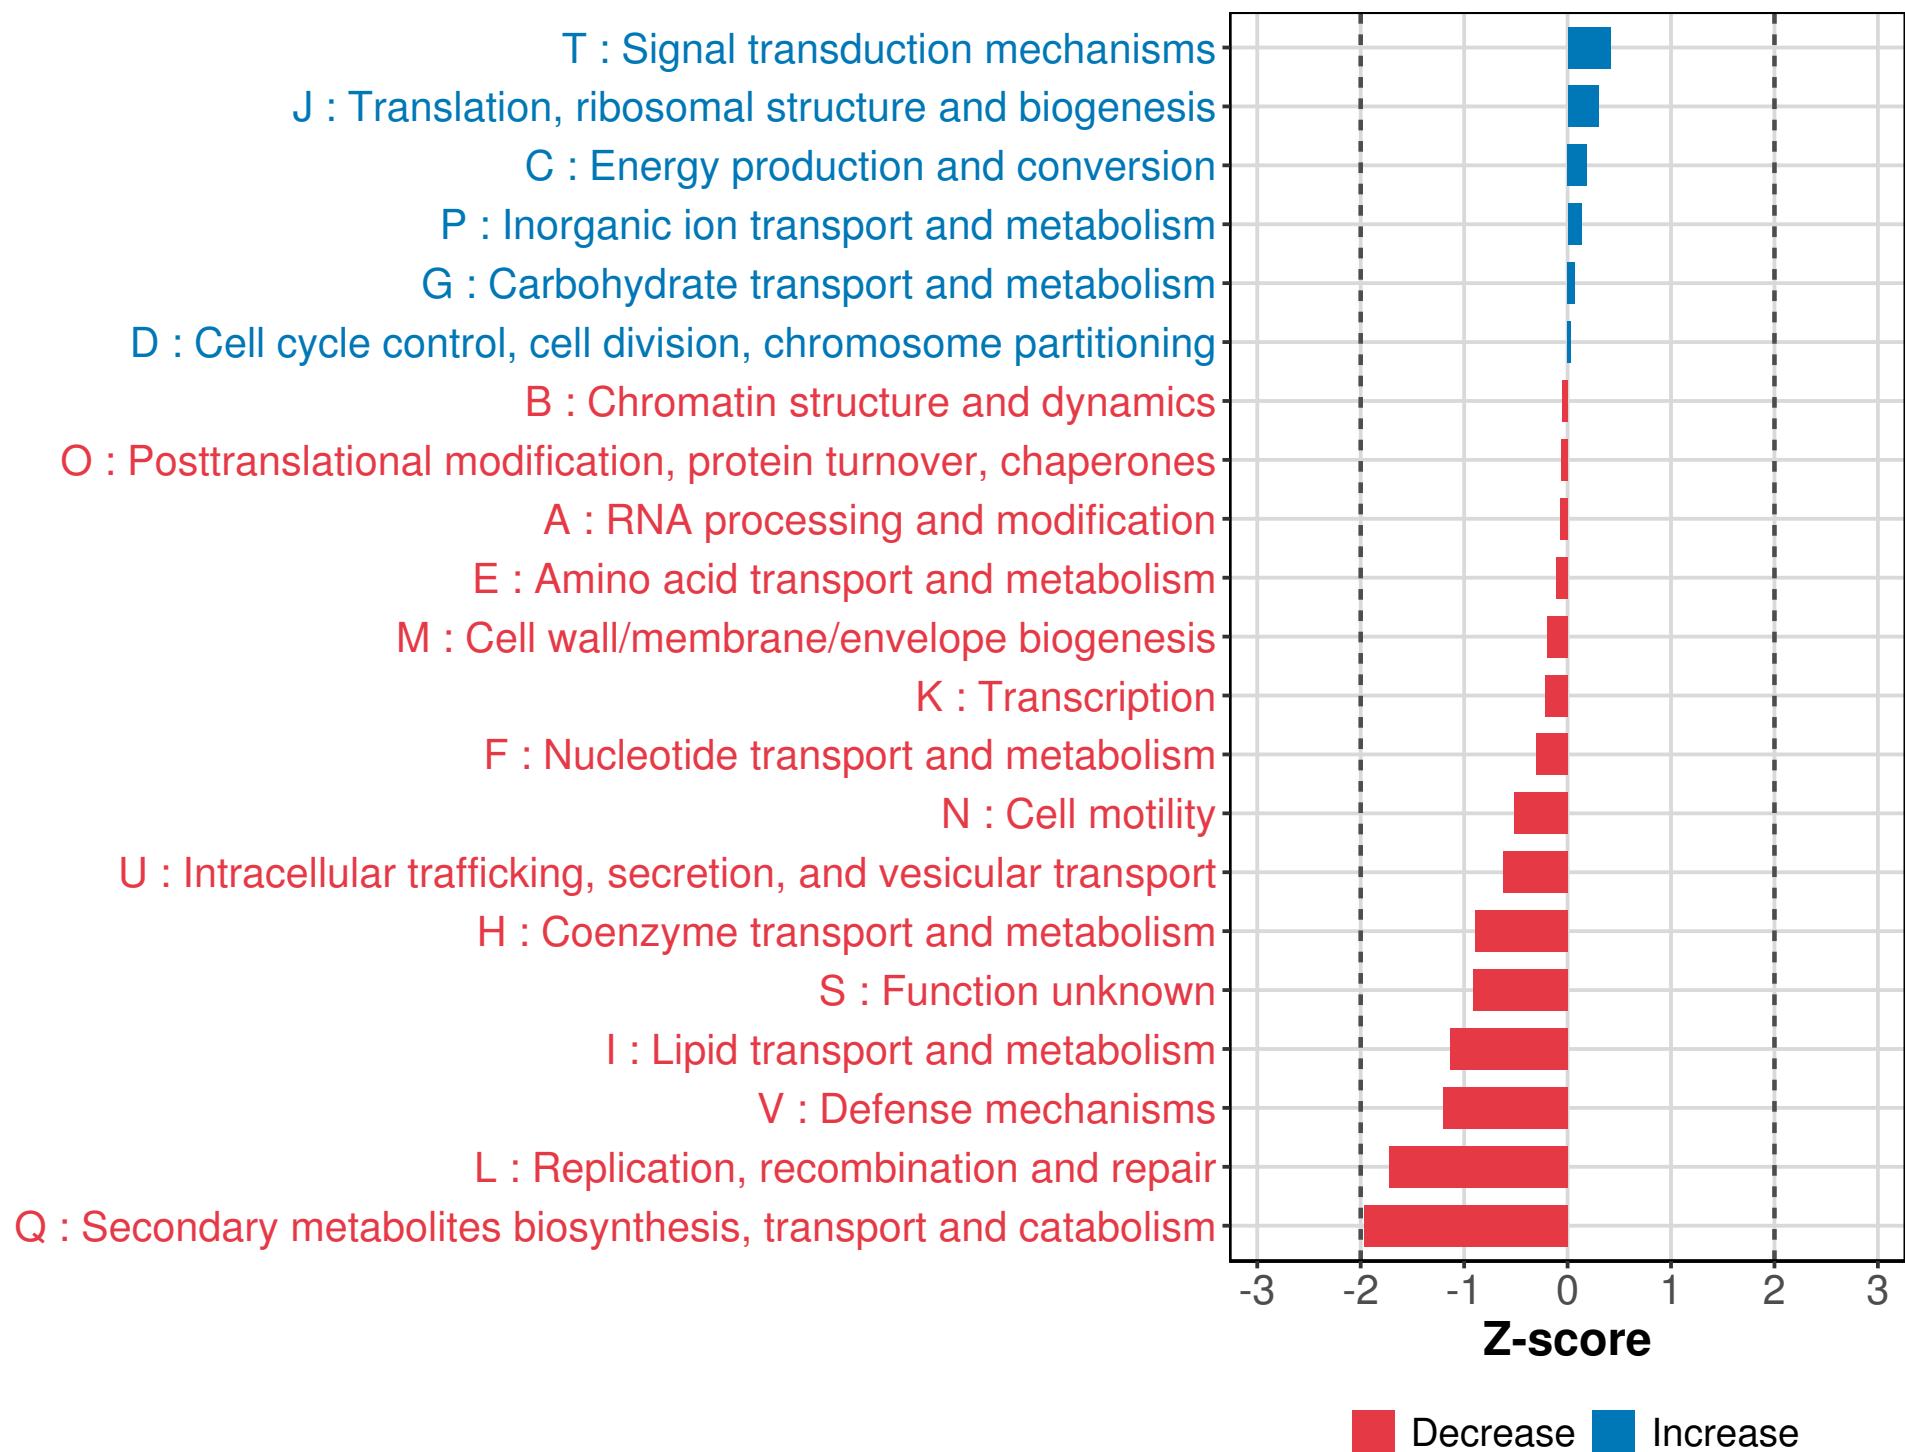 T : Signal transduction mechanisms
J : Translation, ribosomal structure and biogenesis
C : Energy production and conversion
P : Inorganic ion transport and metabolism
G : Carbohydrate transport and metabolism
D : Cell cycle control, cell division, chromosome partitioning
B : Chromatin structure and dynamics
O : Posttranslational modification, protein turnover, chaperones
A : RNA processing and modification
E : Amino acid transport and metabolism
M : Cell wall/membrane/envelope biogenesis
K : Transcription
F : Nucleotide transport and metabolism
N : Cell motility
U : Intracellular trafficking, secretion, and vesicular transport
H : Coenzyme transport and metabolism
S : Function unknown
I : Lipid transport and metabolism
V : Defense mechanisms
L : Replication, recombination and repair
Q : Secondary metabolites biosynthesis, transport and catabolism
-3 -2 -1 0 1 2 3
Z-score
Decrease Increase